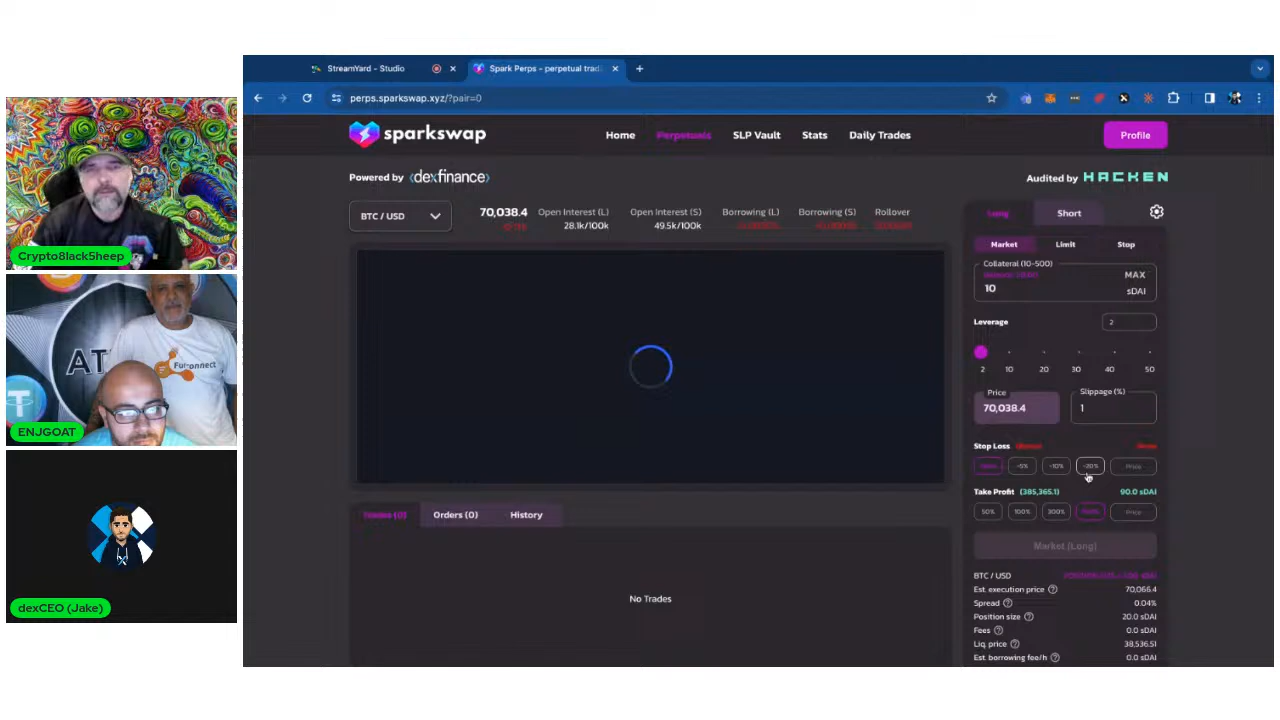 StreamYard - Studio
Spark Perps - perpetual tradi
perps.sparkswap.xyz/?pair=0
sparkswap
Home
Perpetuals
SLP Vault
Stats
Daily Trades
Profile
Powered by
dexfinance
Audited by HACKEN
BTC / USD
70,038.4
Open Interest (L)
28.1k/100k
Open Interest (S)
49.5k/100k
Borrowing (L)
Borrowing (S)
Rollover
Long
Short
Market
Limit
Stop
Collateral (10-500)
MAX
10
sDAI
Leverage
2
2 10 20 30 40 50
Price
70,038.4
Slippage (%)
1
Stop Loss
-5%
-10%
-20%
Price
Take Profit (385,365.1)
90.0 sDAI
50%
100%
300%
Price
Market (Long)
BTC / USD
Est. execution price
70,066.4
Spread
0.04%
Position size
20.0 sDAI
Fees
0.0 sDAI
Liq. price
38,536.51
Est. borrowing fee/h
0.0 sDAI
Trades (0)
Orders (0)
History
No Trades
Crypto8lack5heep
AT
ENJGOAT
dexCEO (Jake)